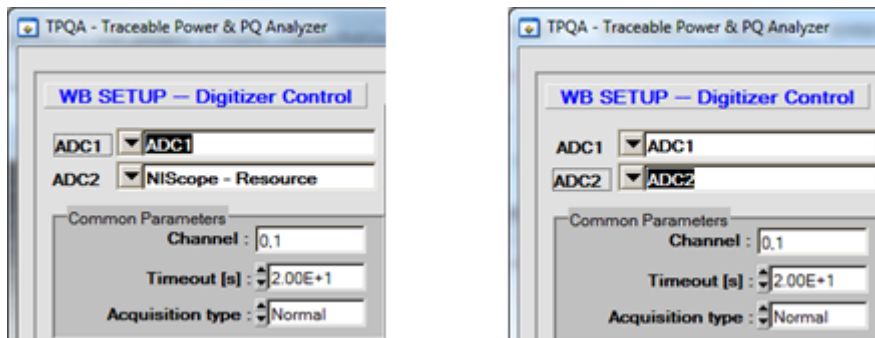 TPQA - Traceable Power & PQ Analyzer
WB SETUP — Digitizer Control
ADC1 ADC1
ADC2 NIScope - Resource
Common Parameters
Channel : 0,1
Timeout [s] : 2.00E+1
Acquisition type : Normal
TPQA - Traceable Power & PQ Analyzer
WB SETUP — Digitizer Control
ADC1 ADC1
ADC2 ADC2
Common Parameters
Channel : 0,1
Timeout [s] : 2.00E+1
Acquisition type : Normal